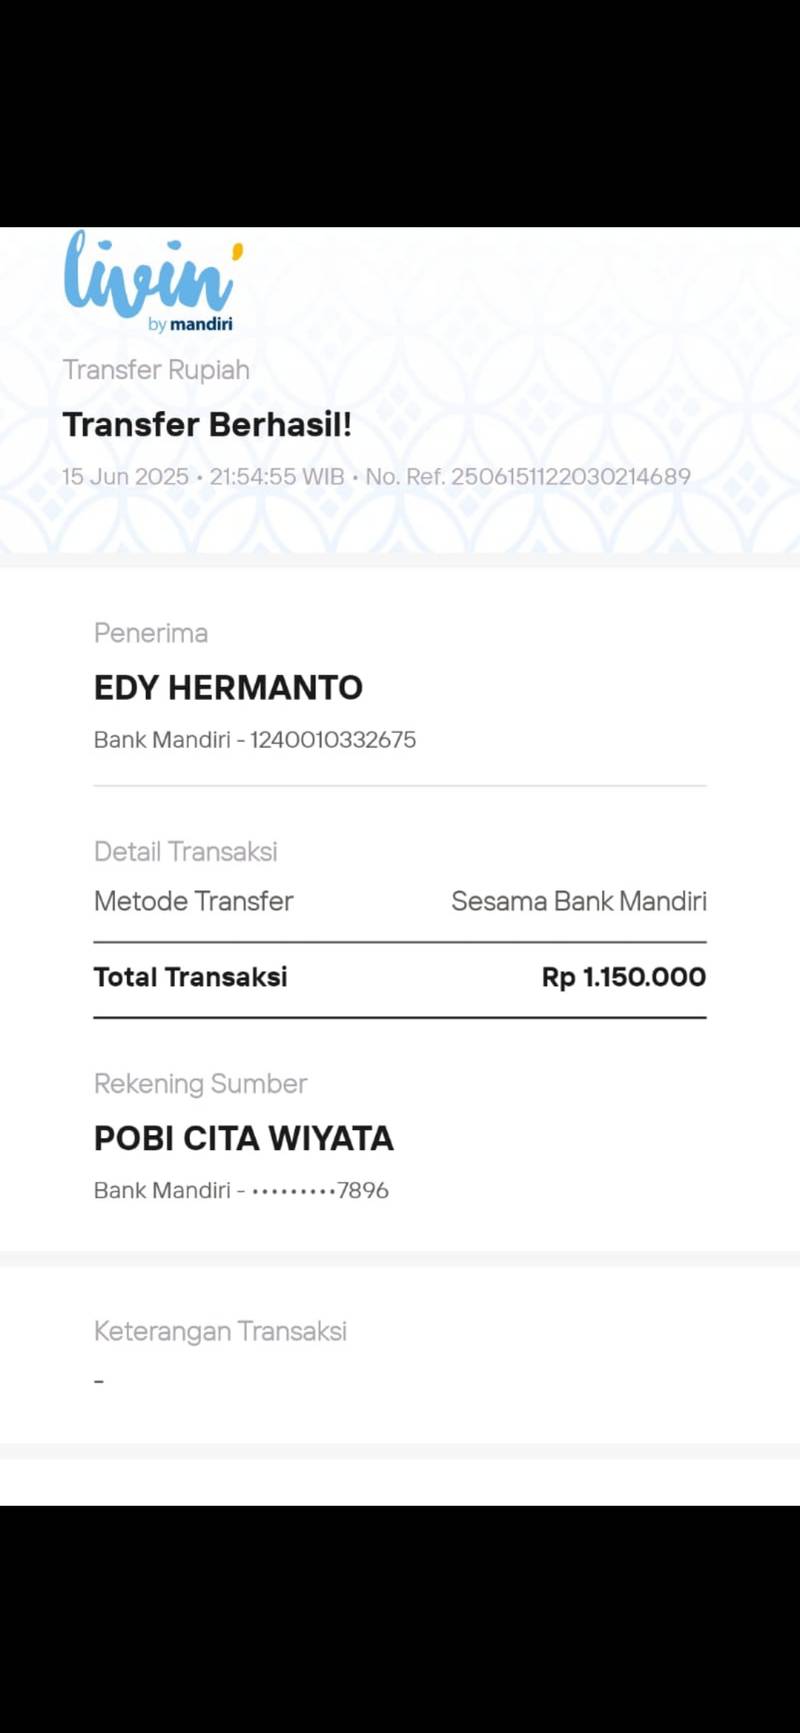 livin'
by mandiri
Transfer Rupiah
Transfer Berhasil!
15 Jun 2025 • 21:54:55 WIB • No. Ref. 2506151122030214689
Penerima
EDY HERMANTO
Bank Mandiri - 1240010332675
Detail Transaksi
Metode Transfer Sesama Bank Mandiri
Total Transaksi Rp 1.150.000
Rekening Sumber
POBI CITA WIYATA
Bank Mandiri - •••••••••7896
Keterangan Transaksi
-